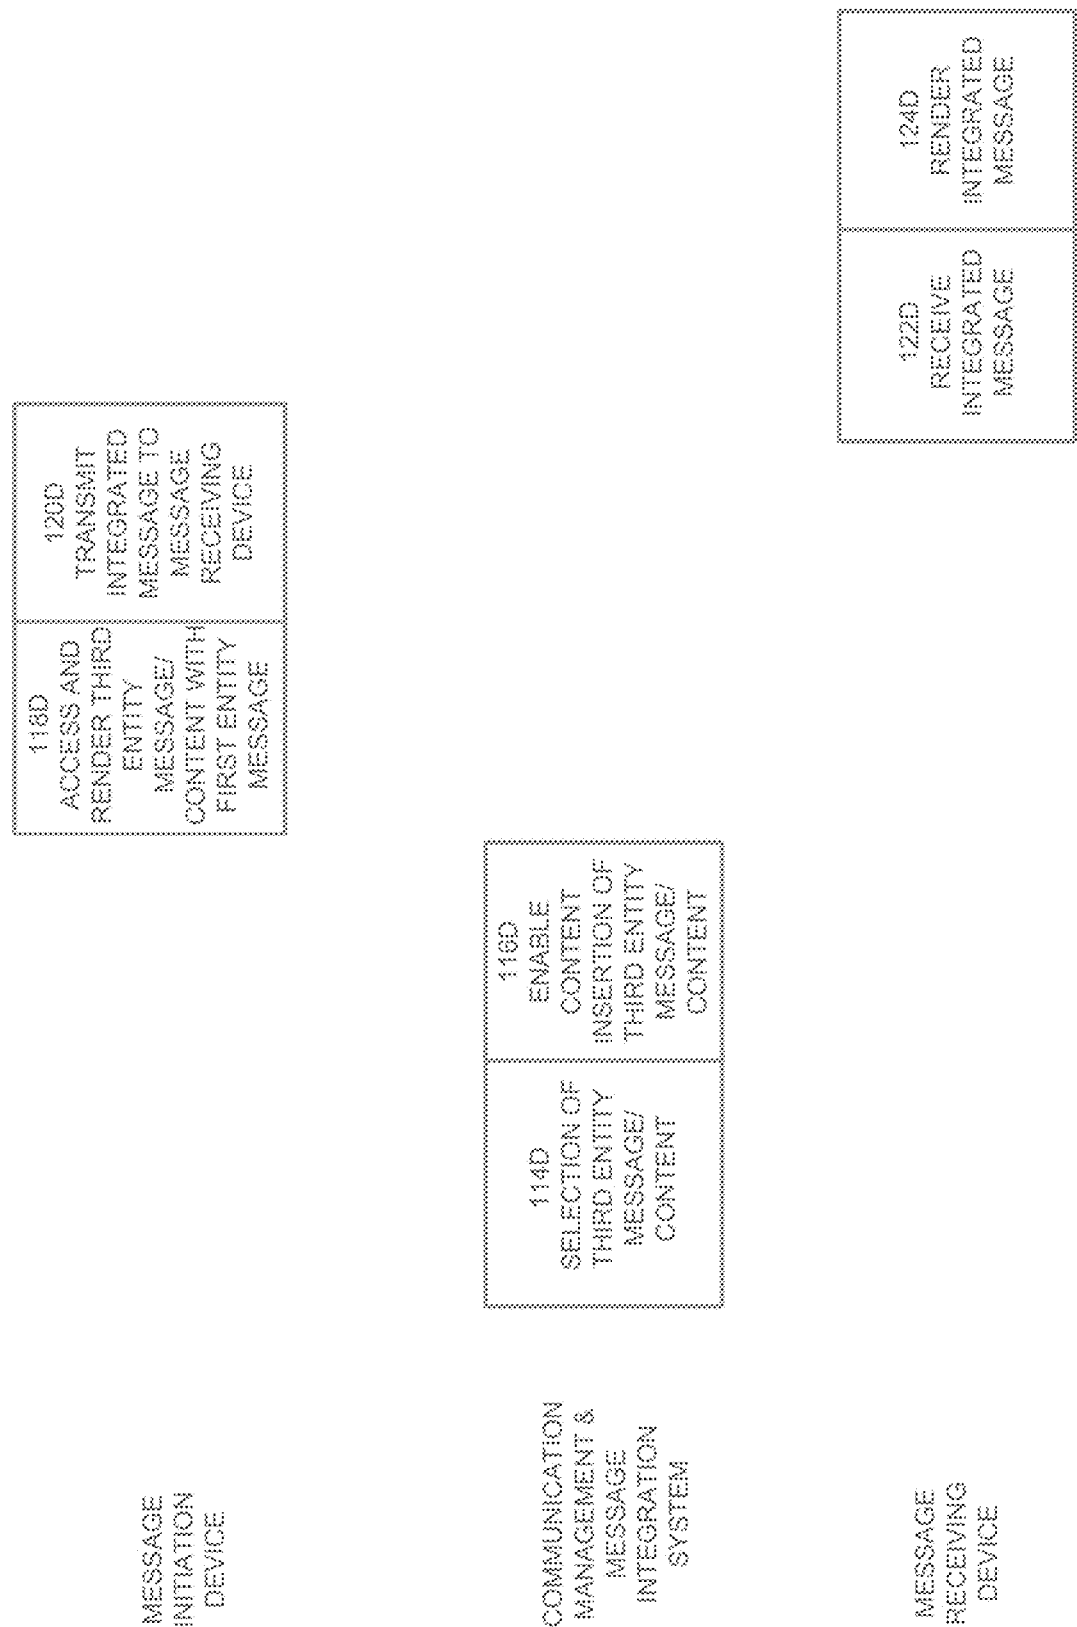 MESSAGE
INITIATION
DEVICE
118D
ACCESS AND
RENDER THIRD
ENTITY
MESSAGE/
CONTENT WITH
FIRST ENTITY
MESSAGE
120D
TRANSMIT
INTEGRATED
MESSAGE TO
MESSAGE
RECEIVING
DEVICE
COMMUNICATION
MANAGEMENT &
MESSAGE
INTEGRATION
SYSTEM
114D
SELECTION OF
THIRD ENTITY
MESSAGE/
CONTENT
116D
ENABLE
CONTENT
INSERTION OF
THIRD ENTITY
MESSAGE/
CONTENT
MESSAGE
RECEIVING
DEVICE
122D
RECEIVE
INTEGRATED
MESSAGE
124D
RENDER
INTEGRATED
MESSAGE